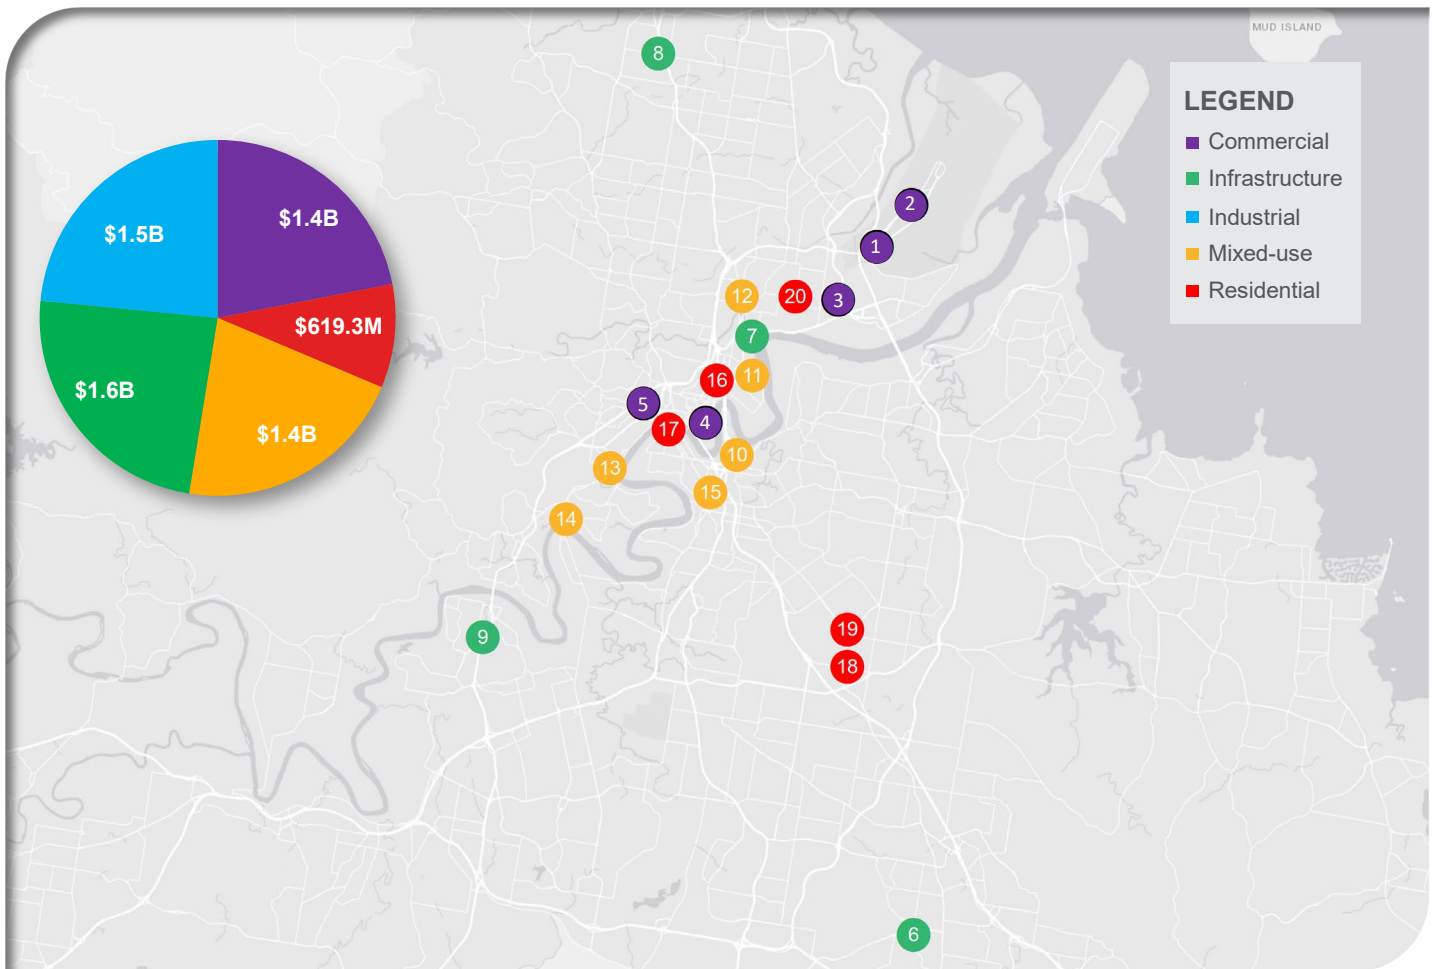 MUD ISLAND
8
LEGEND
Commercial
Infrastructure
Industrial
Mixed-use
Residential
$1.5B
$1.4B
$619.3M
$1.6B
$1.4B
2
1
12
20
3
7
16
11
5
17
4
13
10
15
14
9
19
18
6